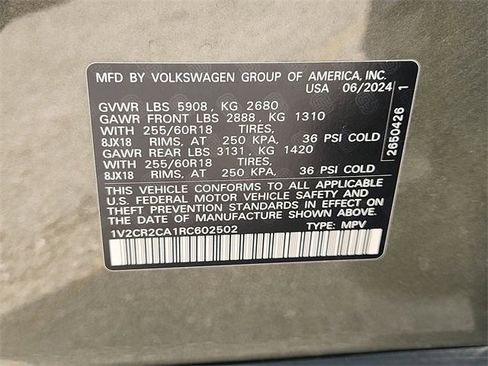 MFD BY VOLKSWAGEN GROUP OF AMERICA, INC.
USA 06/2024
GVWR LBS 5908, KG 2680
GAWR FRONT LBS 2888, KG 1310
WITH 255/60R18 TIRES,
8JX18 RIMS, AT 250 KPA, 36 PSI COLD
GAWR REAR LBS 3131, KG 1420
WITH 255/60R18 TIRES,
8JX18 RIMS, AT 250 KPA, 36 PSI COLD
THIS VEHICLE CONFORMS TO ALL APPLICABLE
U.S. FEDERAL MOTOR VEHICLE SAFETY AND
THEFT PREVENTION STANDARDS IN EFFECT ON
THE DATE OF MANUFACTURE SHOWN ABOVE.
1V2CR2CA1RC602502 TYPE: MPV
2650426 1